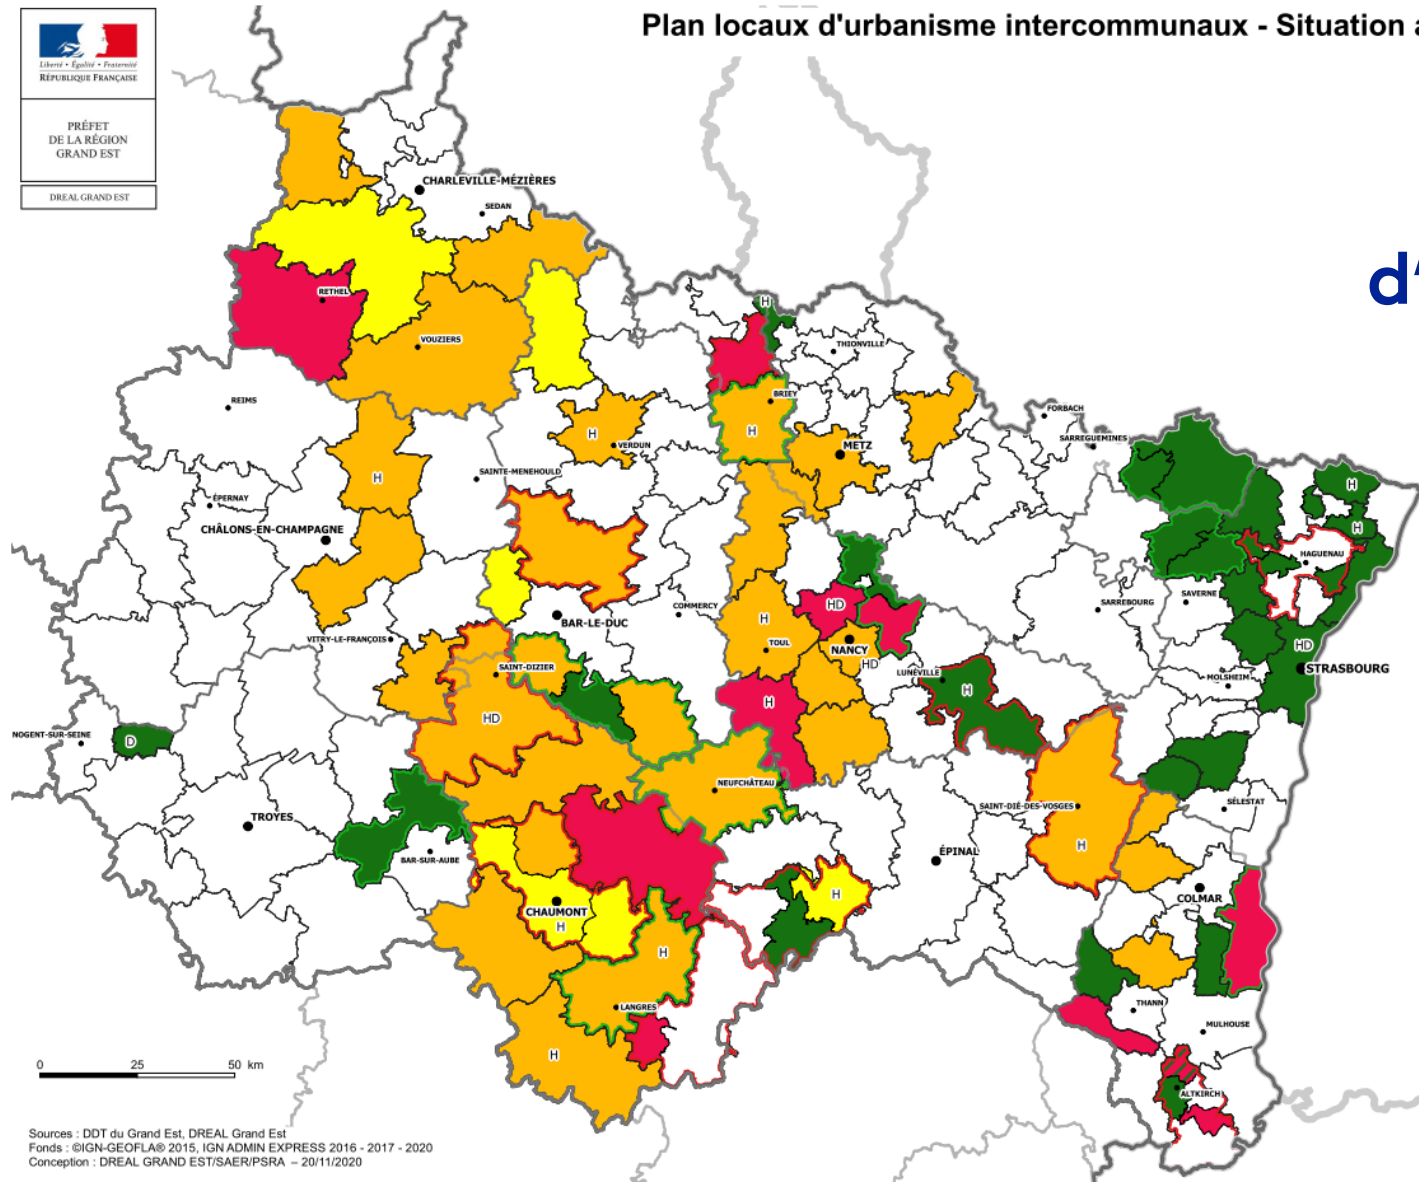 Plan locaux d'urbanisme intercommunaux - Situation a
Liberté • Égalité • Fraternité
RÉPUBLIQUE FRANÇAISE
PRÉFET
DE LA RÉGION
GRAND EST
DREAL GRAND EST
d'
CHARLEVILLE-MÉZIÈRES
SEDAN
RETHEL
H
VOUZIERS
THIONVILLE
REIMS
BRIEY
FORBACH
H
H
VERDUN
METZ
SARREGUEMINES
SAINTE-MENEHOULD
H
H
ÉPERNAY
CHÂLONS-EN-CHAMPAGNE
H
HAGUENAU
COMMERCY
HD
SARREBOURG
SAVERNE
BAR-LE-DUC
H
VITRY-LE-FRANÇOIS
TOUL
NANCY
HD
HD
STRASBOURG
SAINT-DIZIER
LUNÉVILLE
H
MOLSHEIM
H
HD
NOGENT-SUR-SEINE
D
NEUFCHÂTEAU
SAINT-DIÉ-DES-VOSGES
SÉLESTAT
TROYES
H
BAR-SUR-AUBE
ÉPINAL
H
COLMAR
CHAUMONT
H
H
LANGRES
THANN
MULHOUSE
H
ALTKIRCH
0 25 50 km
Sources : DDT du Grand Est, DREAL Grand Est
Fonds : ©IGN-GEOFLA® 2015, IGN ADMIN EXPRESS 2016 - 2017 - 2020
Conception : DREAL GRAND EST/SAER/PSRA – 20/11/2020